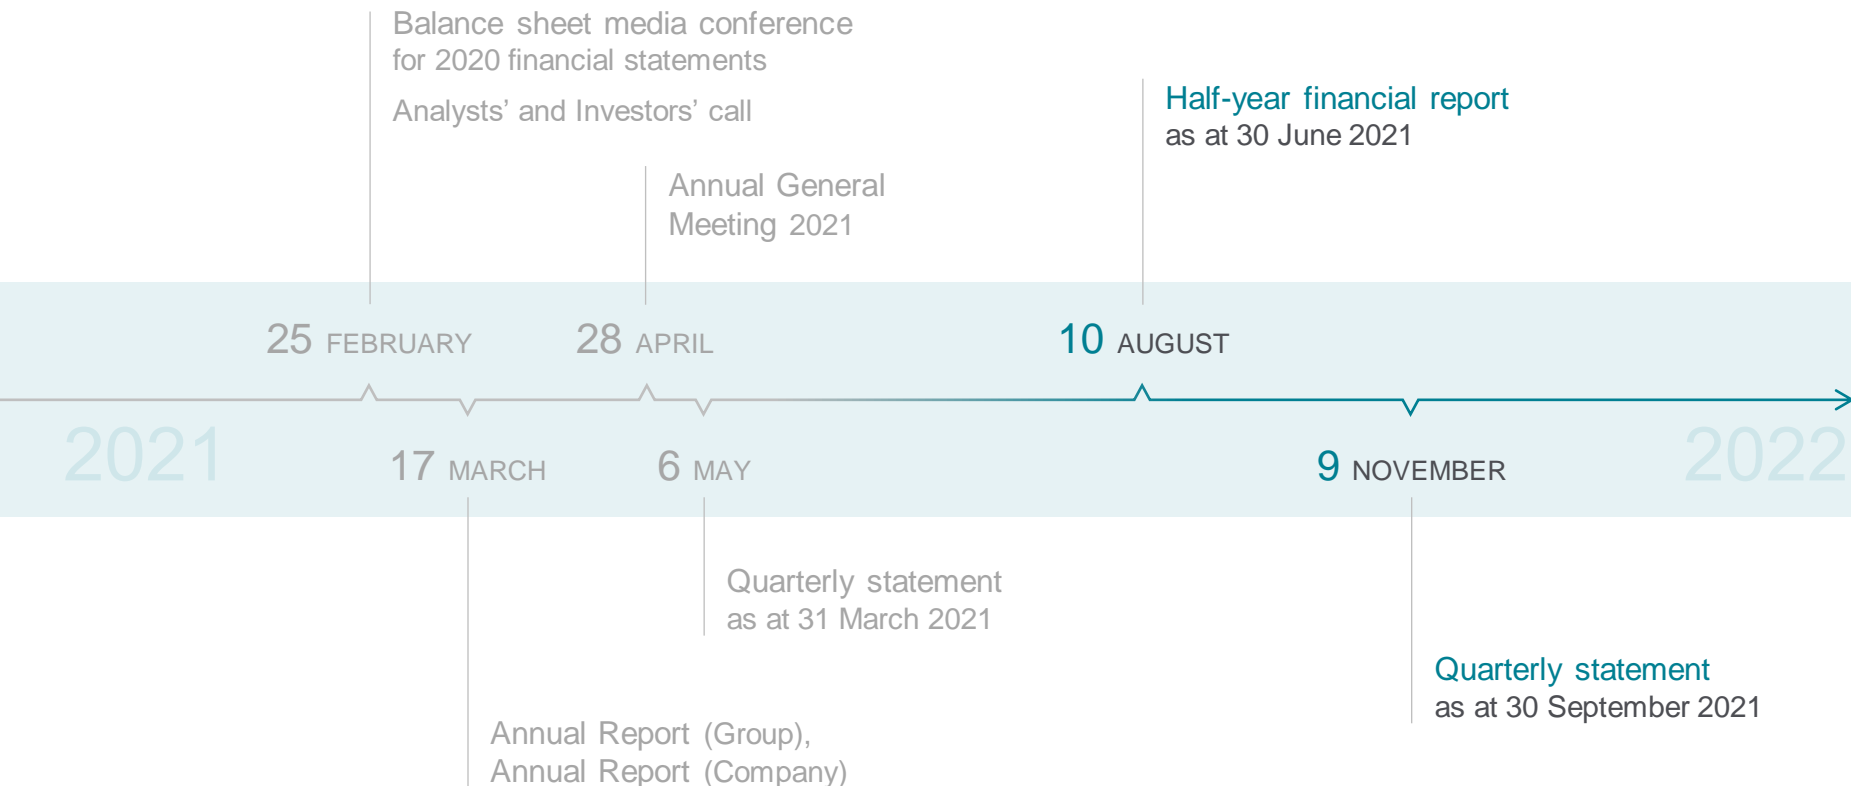 Balance sheet media conference
for 2020 financial statements
Analysts’ and Investors’ call
Half-year financial report
as at 30 June 2021
Annual General
Meeting 2021
25 FEBRUARY
28 APRIL
10 AUGUST
2021
2022
17 MARCH
6 MAY
9 NOVEMBER
Quarterly statement
as at 31 March 2021
Quarterly statement
as at 30 September 2021
Annual Report (Group),
Annual Report (Company)